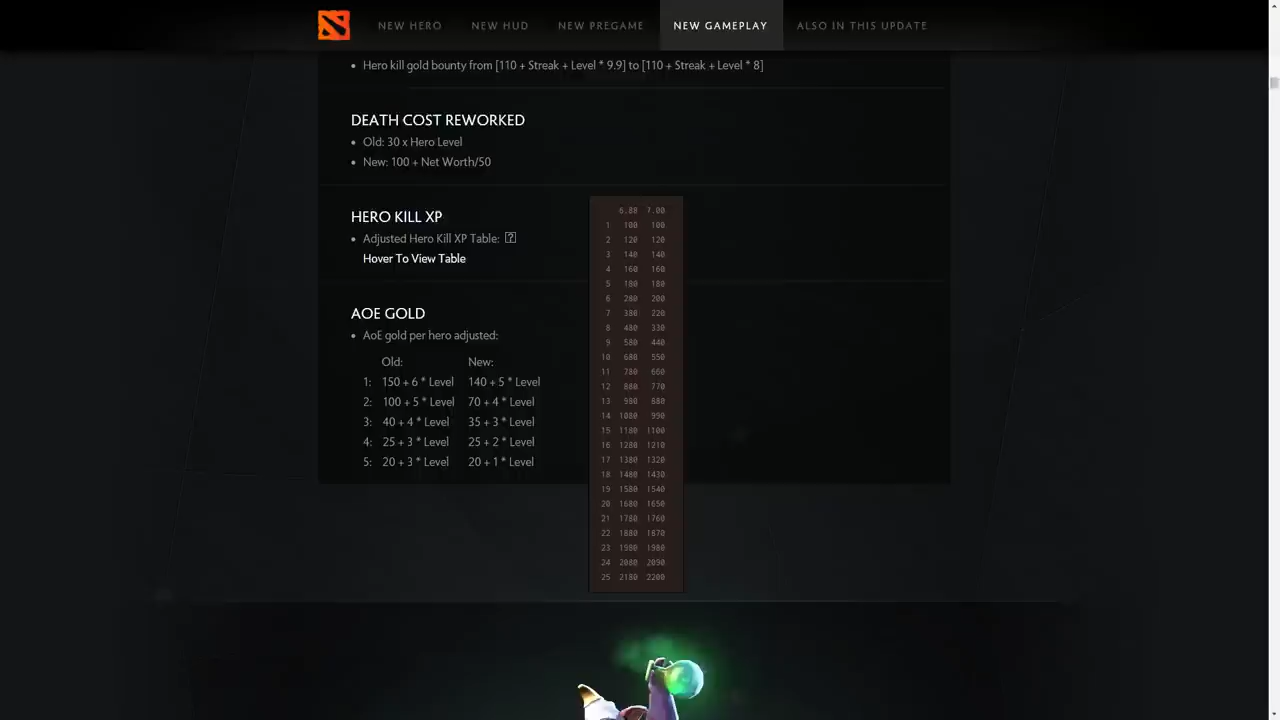 NEW HERO NEW HUD NEW PREGAME NEW GAMEPLAY ALSO IN THIS UPDATE
• Hero kill gold bounty from [110 + Streak + Level * 9.9] to [110 + Streak + Level * 8]
DEATH COST REWORKED
• Old: 30 x Hero Level
• New: 100 + Net Worth/50
HERO KILL XP
• Adjusted Hero Kill XP Table: ?
Hover To View Table
AOE GOLD
• AoE gold per hero adjusted:
Old: New:
1: 150 + 6 * Level 140 + 5 * Level
2: 100 + 5 * Level 70 + 4 * Level
3: 40 + 4 * Level 35 + 3 * Level
4: 25 + 3 * Level 25 + 2 * Level
5: 20 + 3 * Level 20 + 1 * Level
6.88 7.00
1 100 100
2 120 120
3 140 140
4 160 160
5 180 180
6 280 200
7 380 220
8 480 330
9 580 440
10 680 550
11 780 660
12 880 770
13 980 880
14 1080 990
15 1180 1100
16 1280 1210
17 1380 1320
18 1480 1430
19 1580 1540
20 1680 1650
21 1780 1760
22 1880 1870
23 1980 1980
24 2080 2090
25 2180 2200